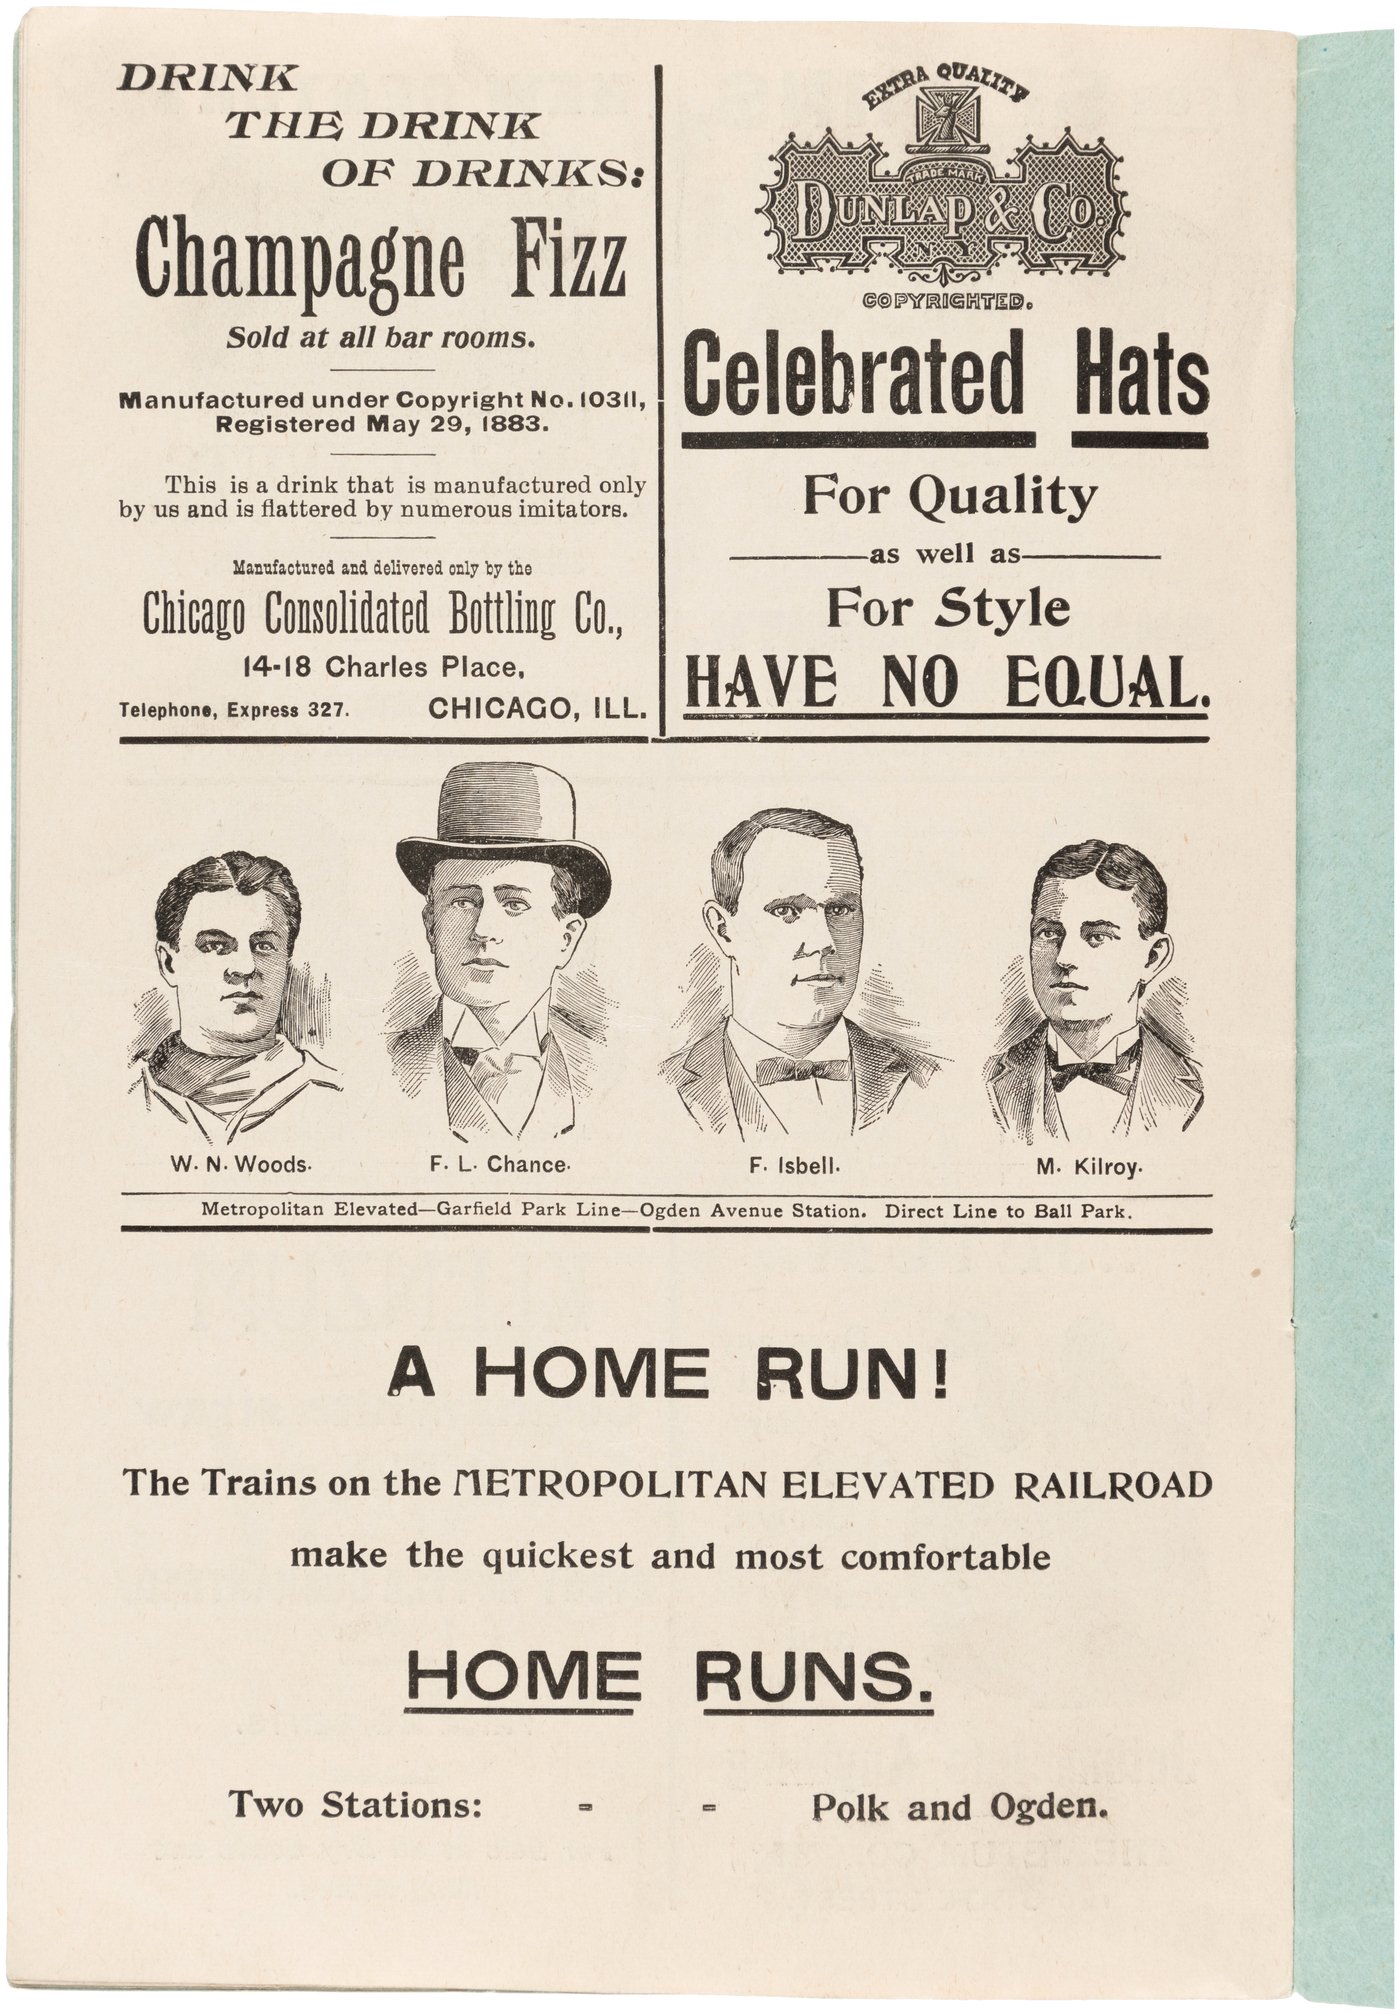 DRINK
THE DRINK
OF DRINKS:
Champagne Fizz
Sold at all bar rooms.
Manufactured under Copyright No. 10311,
Registered May 29, 1883.
This is a drink that is manufactured only
by us and is flattered by numerous imitators.
Manufactured and delivered only by the
Chicago Consolidated Bottling Co.,
14-18 Charles Place,
Telephone, Express 327. CHICAGO, ILL.
EXTRA QUALITY
TRADE MARK
DUNLAP & CO.
N Y
COPYRIGHTED.
Celebrated Hats
For Quality
as well as
For Style
HAVE NO EQUAL.
W. N. Woods. F. L. Chance. F. Isbell. M. Kilroy.
Metropolitan Elevated—Garfield Park Line—Ogden Avenue Station. Direct Line to Ball Park.
A HOME RUN!
The Trains on the METROPOLITAN ELEVATED RAILROAD
make the quickest and most comfortable
HOME RUNS.
Two Stations: - - Polk and Ogden.